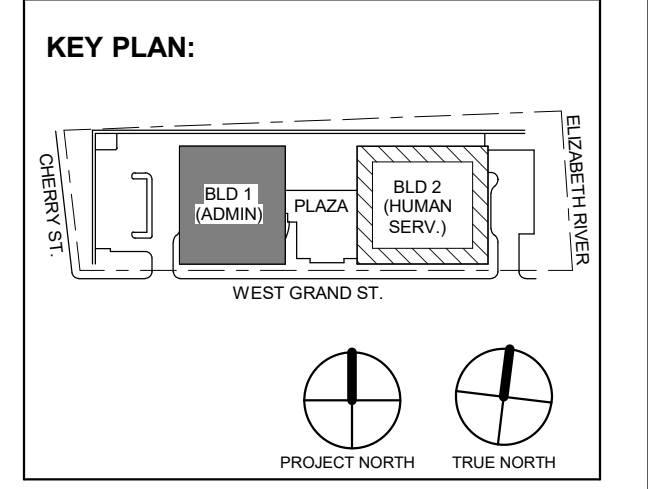 KEY PLAN:
CHERRY ST.
BLD 1
(ADMIN)
PLAZA
BLD 2
(HUMAN
SERV.)
ELIZABETH RIVER
WEST GRAND ST.
PROJECT NORTH
TRUE NORTH